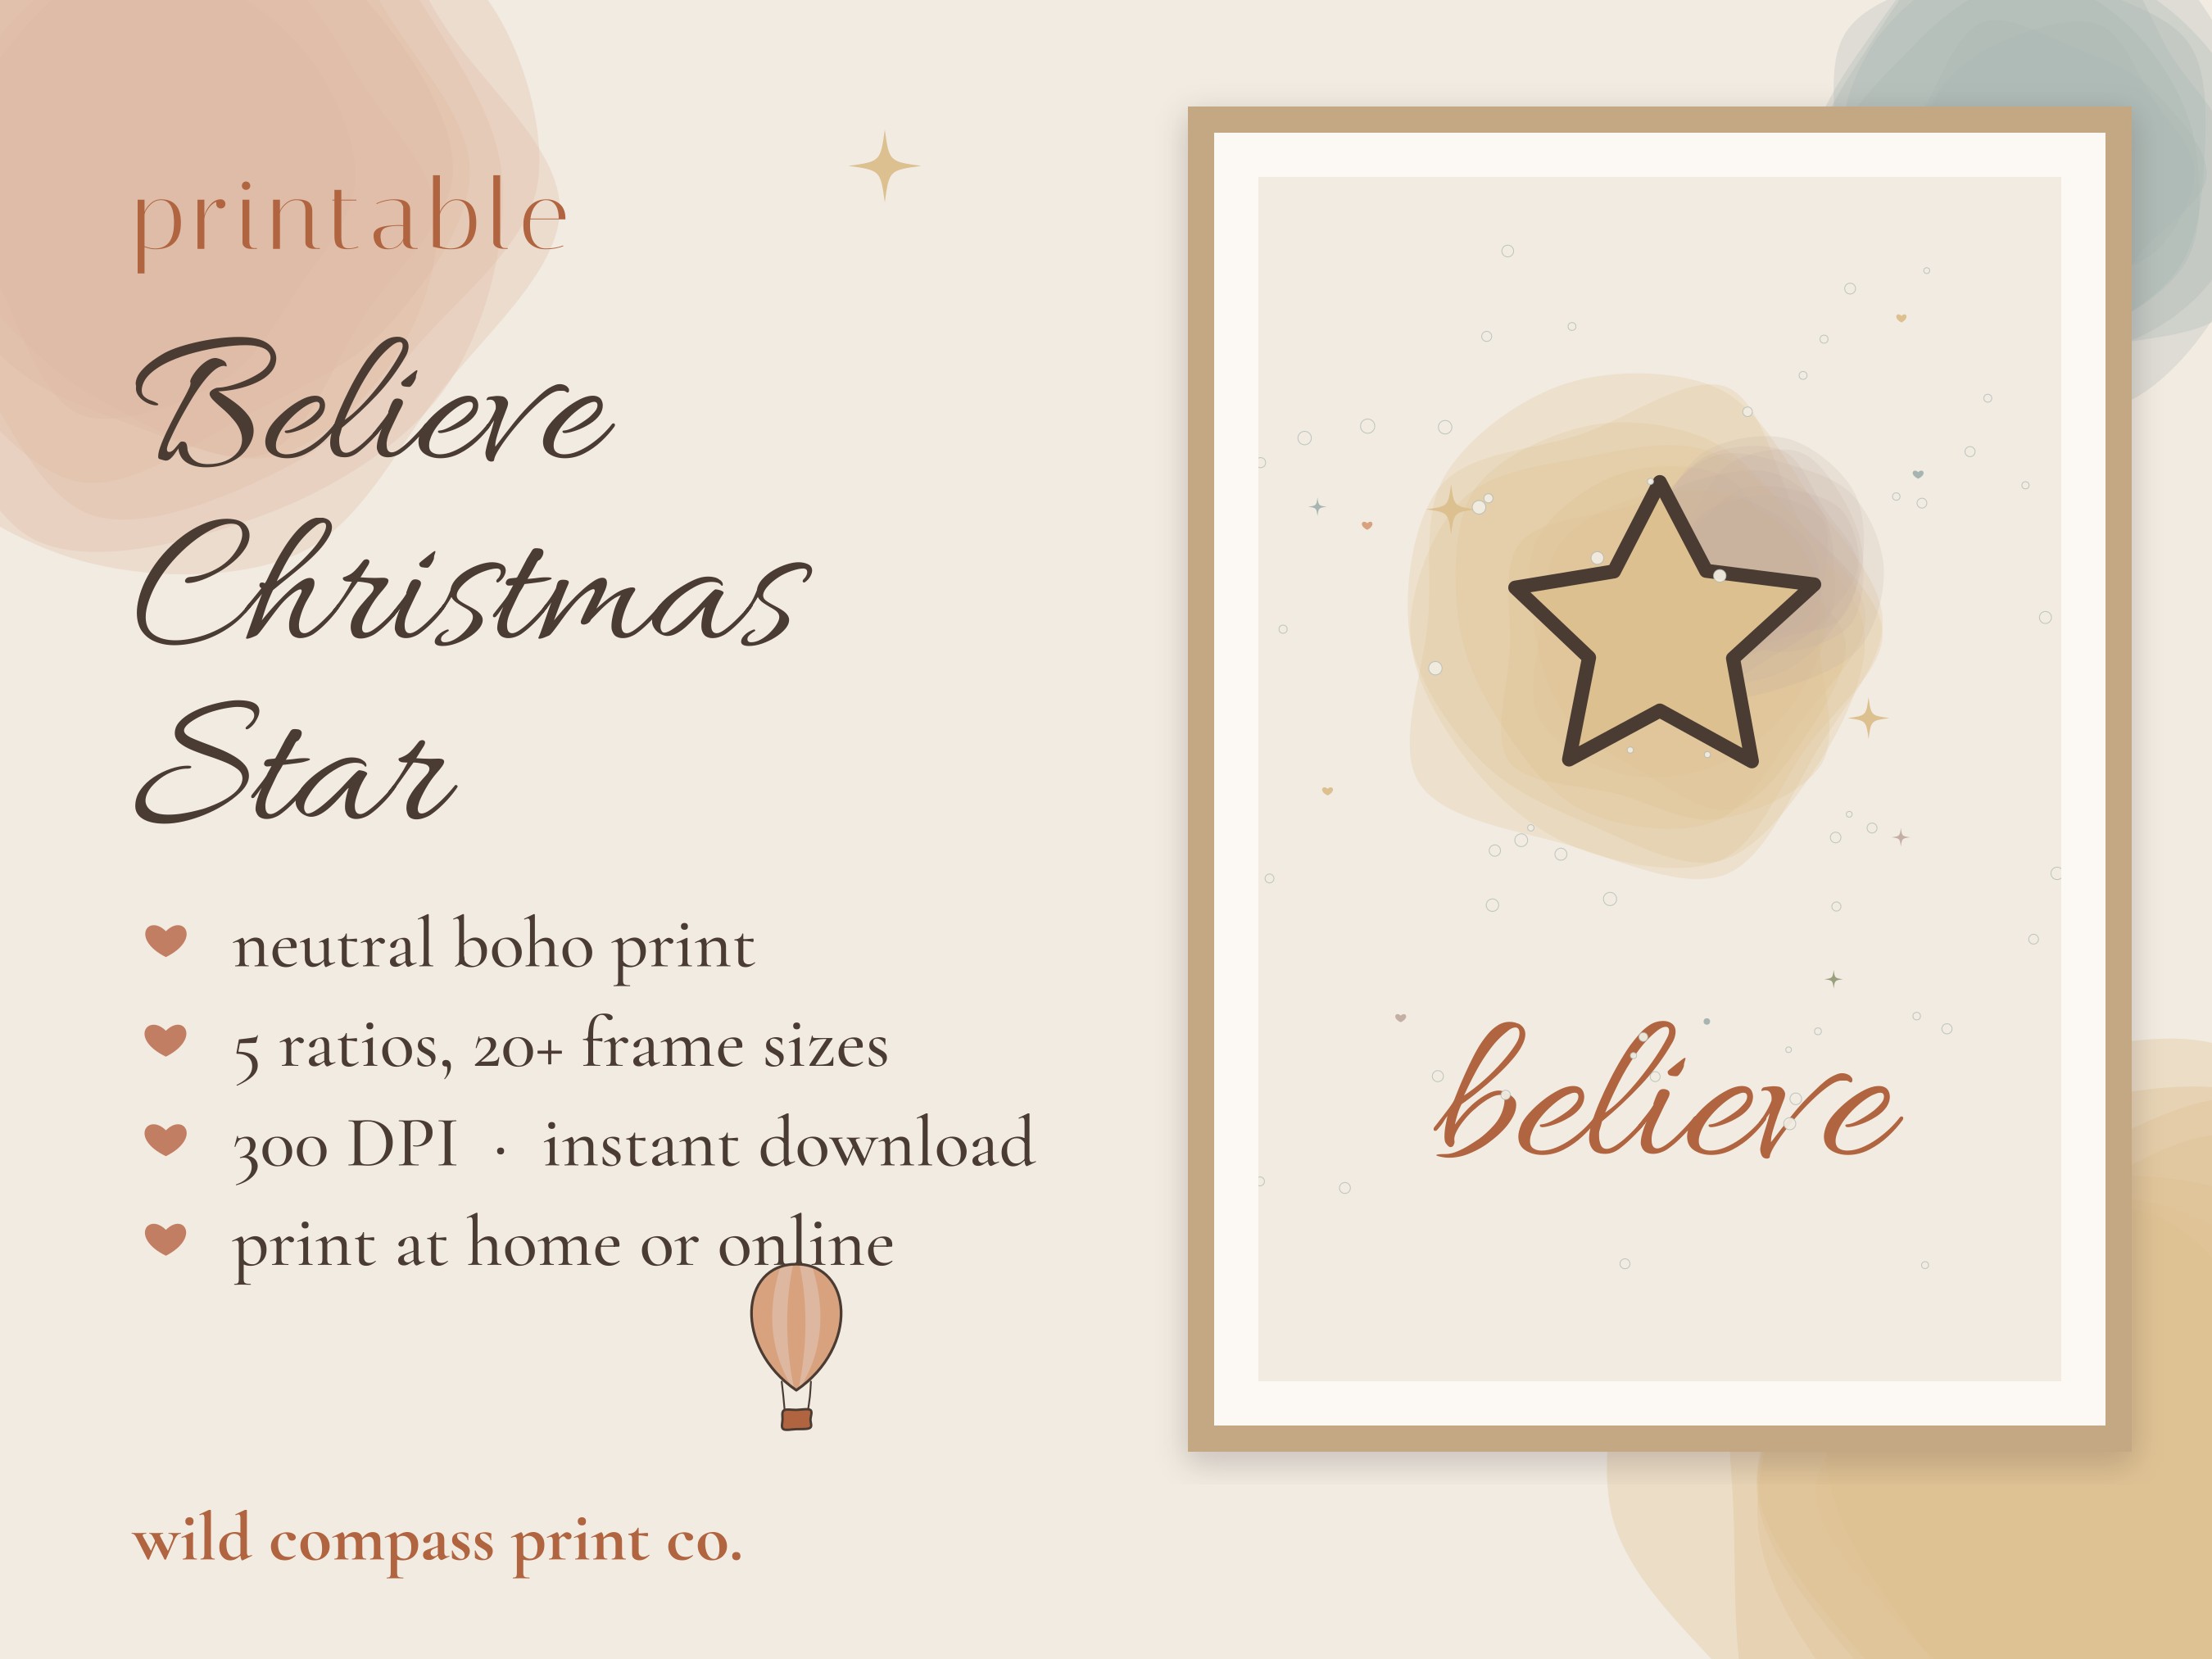 printable
Believe
Christmas
Star
neutral boho print
5 ratios, 20+ frame sizes
300 DPI · instant download
print at home or online
wild compass print co.
believe